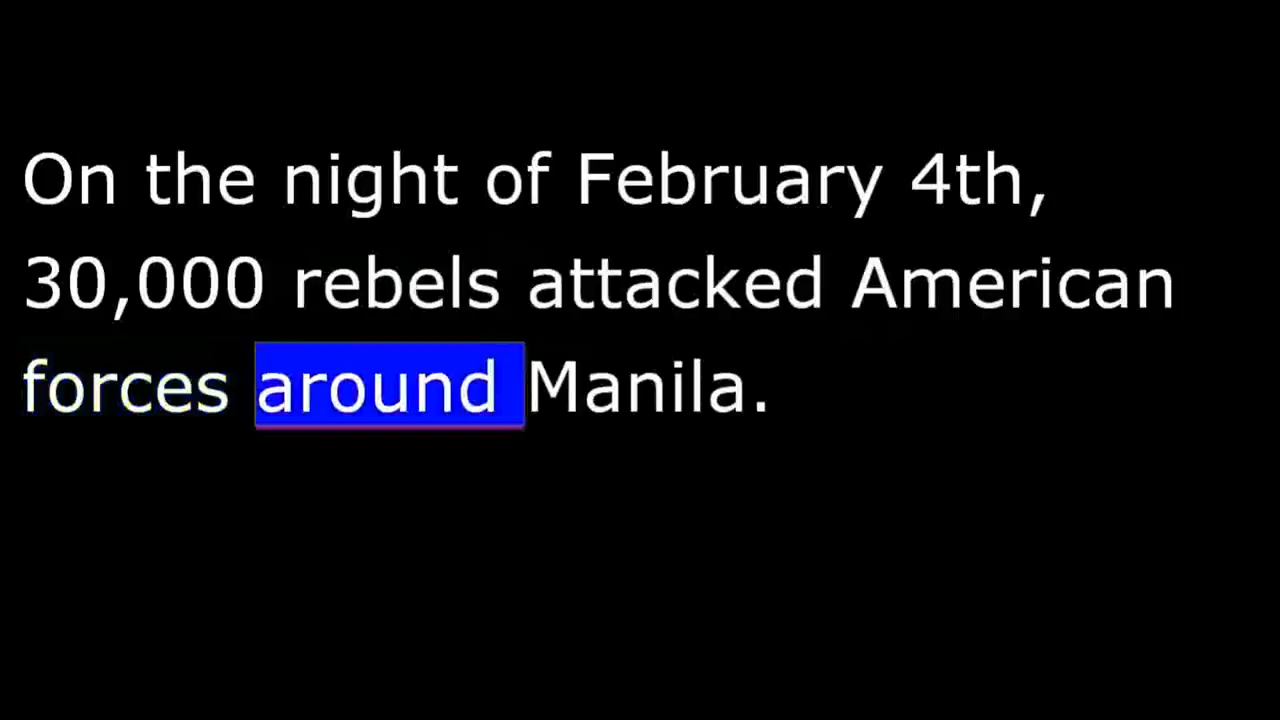 On the night of February 4th,
30,000 rebels attacked American
forces around Manila.